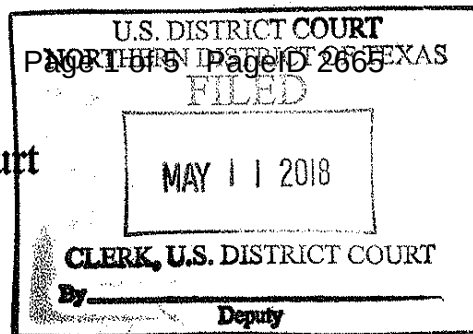 U.S. DISTRICT COURT
NORTHERN DISTRICT OF TEXAS
Page 1 of 5 PageID 2665
FILED
MAY 11 2018
CLERK, U.S. DISTRICT COURT
By
Deputy